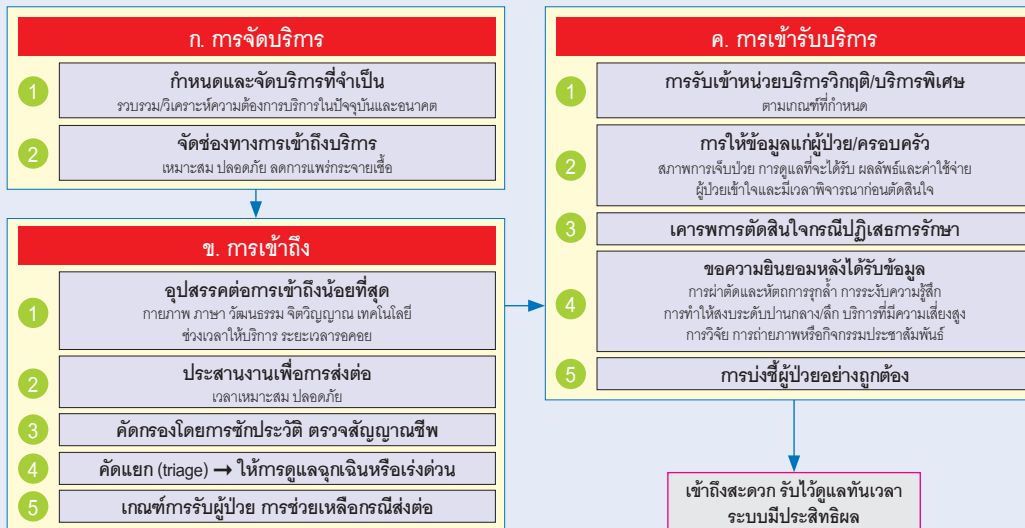 ก. การจัดบริการ
1
กำหนดและจัดบริการที่จำเป็น
รวบรวม/วิเคราะห์ความต้องการบริการในปัจจุบันและอนาคต
2
จัดช่องทางการเข้าถึงบริการ
เหมาะสม ปลอดภัย ลดการแพร่กระจายเชื้อ
ข. การเข้าถึง
1
อุปสรรคต่อการเข้าถึงน้อยที่สุด
กายภาพ ภาษา วัฒนธรรม จิตวิญญาณ เทคโนโลยี
ช่วงเวลาให้บริการ ระยะเวลารอคอย
2
ประสานงานเพื่อการส่งต่อ
เวลาเหมาะสม ปลอดภัย
3
คัดกรองโดยการซักประวัติ ตรวจสัญญาณชีพ
4
คัดแยก (triage) → ให้การดูแลฉุกเฉินหรือเร่งด่วน
5
เกณฑ์การรับผู้ป่วย การช่วยเหลือกรณีส่งต่อ
ค. การเข้ารับบริการ
1
การรับเข้าหน่วยบริการวิกฤติ/บริการพิเศษ
ตามเกณฑ์ที่กำหนด
2
การให้ข้อมูลแก่ผู้ป่วย/ครอบครัว
สภาพการเจ็บป่วย การดูแลที่จะได้รับ ผลลัพธ์และค่าใช้จ่าย
ผู้ป่วยเข้าใจและมีเวลาพิจารณาก่อนตัดสินใจ
3
เคารพการตัดสินใจกรณีปฏิเสธการรักษา
4
ขอความยินยอมหลังได้รับข้อมูล
การผ่าตัดและหัตถการรุกล้ำ การระงับความรู้สึก
การทำให้สงบระดับปานกลาง/ลึก บริการที่มีความเสี่ยงสูง
การวิจัย การถ่ายภาพหรือกิจกรรมประชาสัมพันธ์
5
การบ่งชี้ผู้ป่วยอย่างถูกต้อง
เข้าถึงสะดวก รับไว้ดูแลทันเวลา
ระบบมีประสิทธิผล